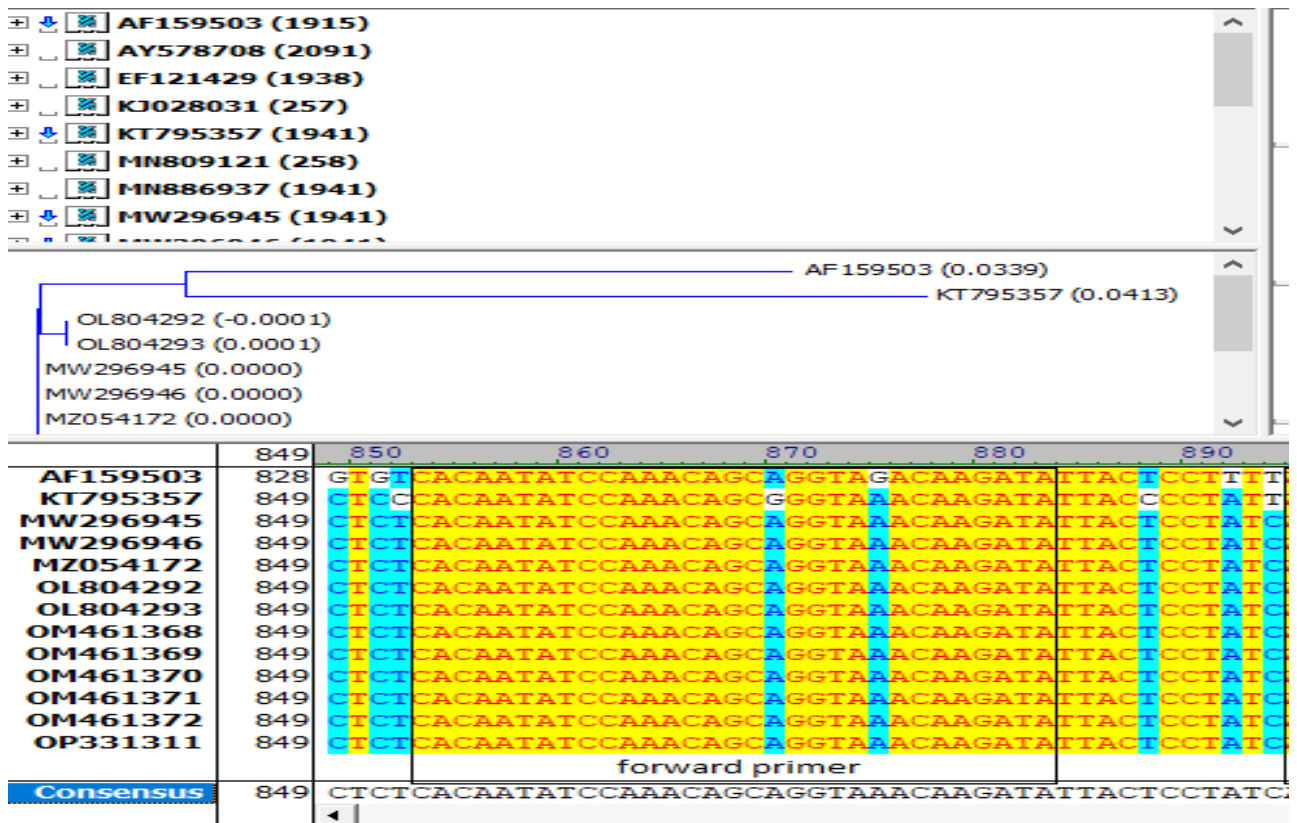 AF159503 (1915)
AY578708 (2091)
EF121429 (1938)
KJ028031 (257)
KT795357 (1941)
MN809121 (258)
MN886937 (1941)
MW296945 (1941)
AF159503 (0.0339)
KT795357 (0.0413)
OL804292 (-0.0001)
OL804293 (0.0001)
MW296945 (0.0000)
MW296946 (0.0000)
MZ054172 (0.0000)
849 850 860 870 880 890
AF159503 828 GTGTCACAATATCCAAACAGCAGGTAGACAAGATATTACTCCTTTT
KT795357 849 CTCCCACAATATCCAAACAGCGGGTAAACAAGATATTACCCCTATT
MW296945 849 CTCTCACAATATCCAAACAGCAGGTAAACAAGATATTACTCCTATC
MW296946 849 CTCTCACAATATCCAAACAGCAGGTAAACAAGATATTACTCCTATC
MZ054172 849 CTCTCACAATATCCAAACAGCAGGTAAACAAGATATTACTCCTATC
OL804292 849 CTCTCACAATATCCAAACAGCAGGTAAACAAGATATTACTCCTATC
OL804293 849 CTCTCACAATATCCAAACAGCAGGTAAACAAGATATTACTCCTATC
OM461368 849 CTCTCACAATATCCAAACAGCAGGTAAACAAGATATTACTCCTATC
OM461369 849 CTCTCACAATATCCAAACAGCAGGTAAACAAGATATTACTCCTATC
OM461370 849 CTCTCACAATATCCAAACAGCAGGTAAACAAGATATTACTCCTATC
OM461371 849 CTCTCACAATATCCAAACAGCAGGTAAACAAGATATTACTCCTATC
OM461372 849 CTCTCACAATATCCAAACAGCAGGTAAACAAGATATTACTCCTATC
OP331311 849 CTCTCACAATATCCAAACAGCAGGTAAACAAGATATTACTCCTATC
forward primer
Consensus 849 CTCTCACAATATCCAAACAGCAGGTAAACAAGATATTACTCCTATC